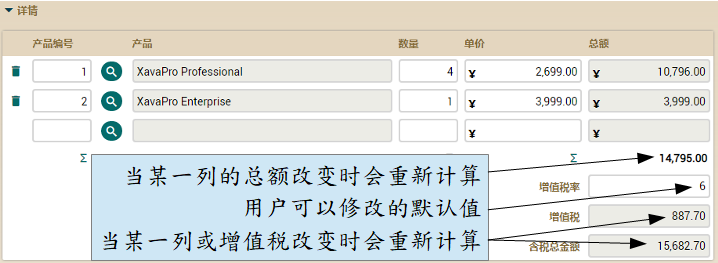 详情
产品编号 产品 数量 单价 总额
1 XavaPro Professional 4 ¥ 2,699.00 ¥ 10,796.00
2 XavaPro Enterprise 1 ¥ 3,999.00 ¥ 3,999.00
¥ ¥
Σ Σ 14,795.00
当某一列的总额改变时会重新计算
增值税率 6
用户可以修改的默认值
增值税 887.70
当某一列或增值税改变时会重新计算
含税总金额 15,682.70